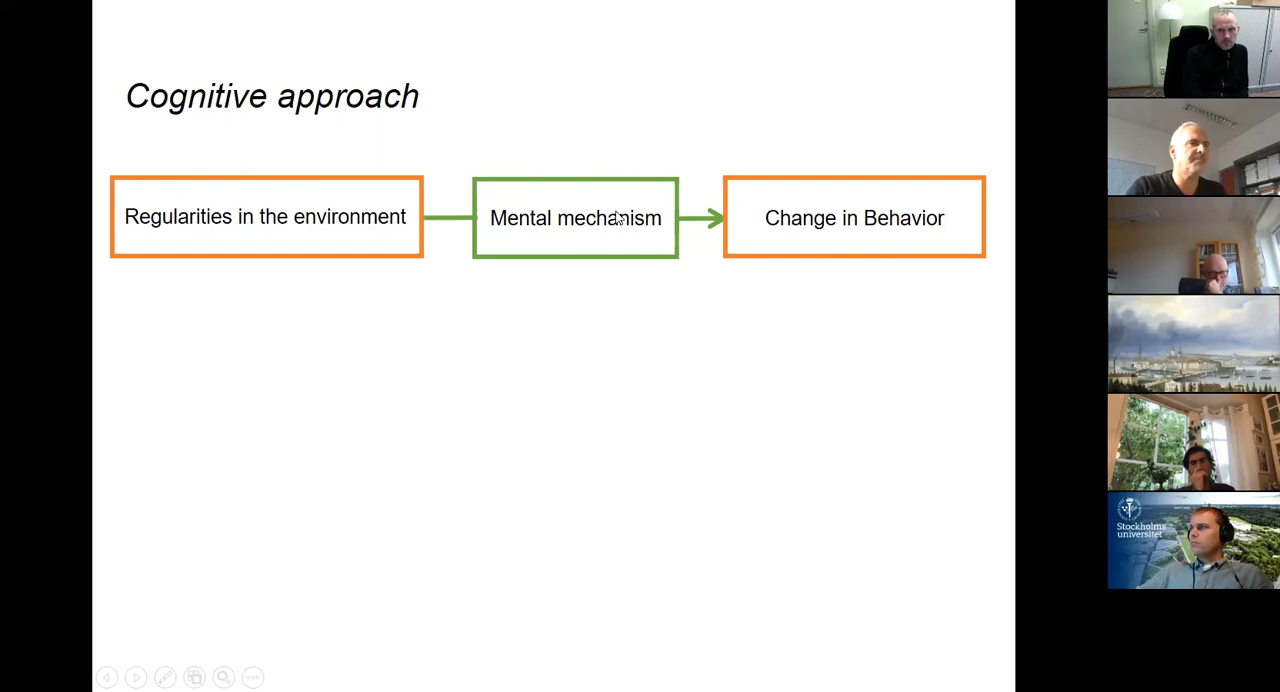 Cognitive approach
Regularities in the environment
Mental mechanism
Change in Behavior
Stockholms
universitet